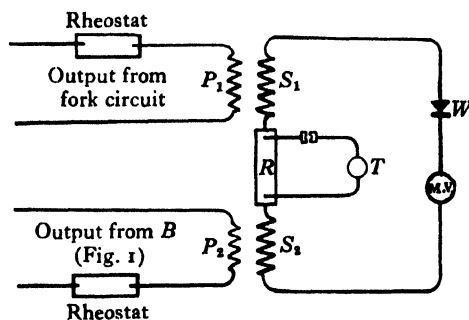 Rheostat
Output from
fork circuit
P1
S1
W
R
T
M.V.
Output from B
(Fig. 1)
P2
S2
Rheostat